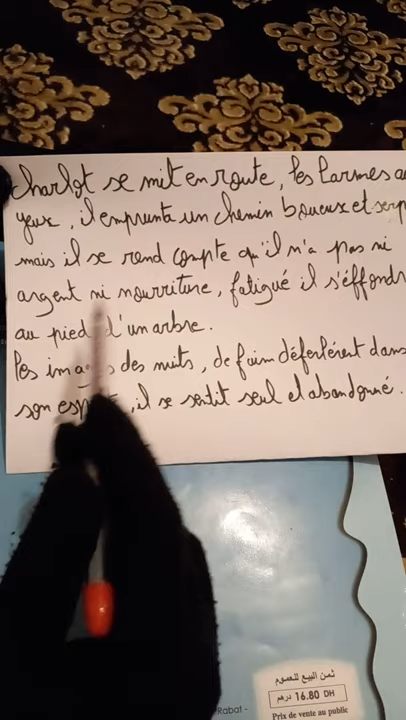 Charlot se mit en route, les larmes
yeux, il emprunta un chemin boueux et
mais il se rend compte qu'il n'a pas ni
argent ni nourriture, fatigué il s'éffondr
au pied d'un arbre.
les des nuits, de faim déferlérent dans
son , il se sentit seul et abandonné.
ثمن البيع للعموم
16.80 DH درهم
Rabat -
Prix de vente au public